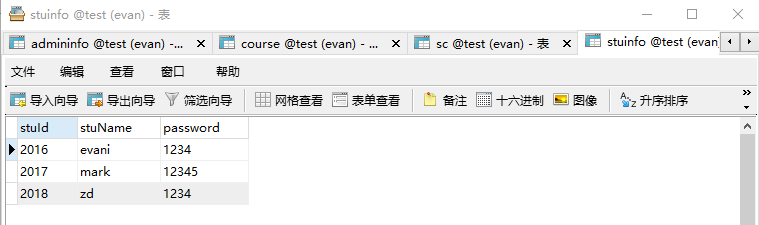 stuinfo @test (evan) - 表
admininfo @test (evan) -... course @test (evan) - ... sc @test (evan) - 表 stuinfo @test (evan)
文件 编辑 查看 窗口 帮助
导入向导 导出向导 筛选向导 网格查看 表单查看 备注 十六进制 图像 升序排序
stuId stuName password
2016 evani 1234
2017 mark 12345
2018 zd 1234